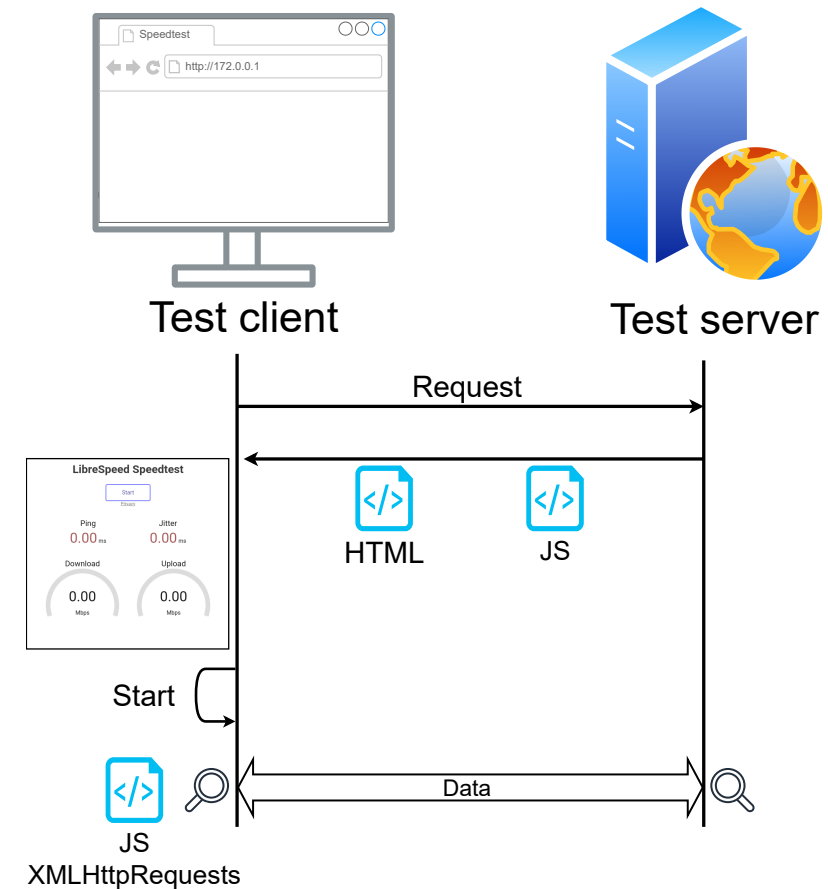 Speedtest
http://172.0.0.1
Test client
Test server
Request
LibreSpeed Speedtest
Start
Ping
Jitter
0.00 ms
0.00 ms
Download
Upload
0.00
0.00
Mbps
Mbps
</>
</>
HTML
JS
Start
Data
</>
JS
XMLHttpRequests